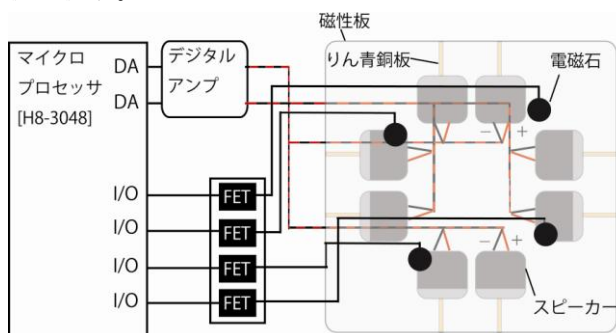 磁性板
マイクロ
プロセッサ
[H8-3048]
DA
DA
デジタル
アンプ
りん青銅板
電磁石
− +
I/O
I/O
I/O
I/O
FET
FET
FET
FET
− +
スピーカー